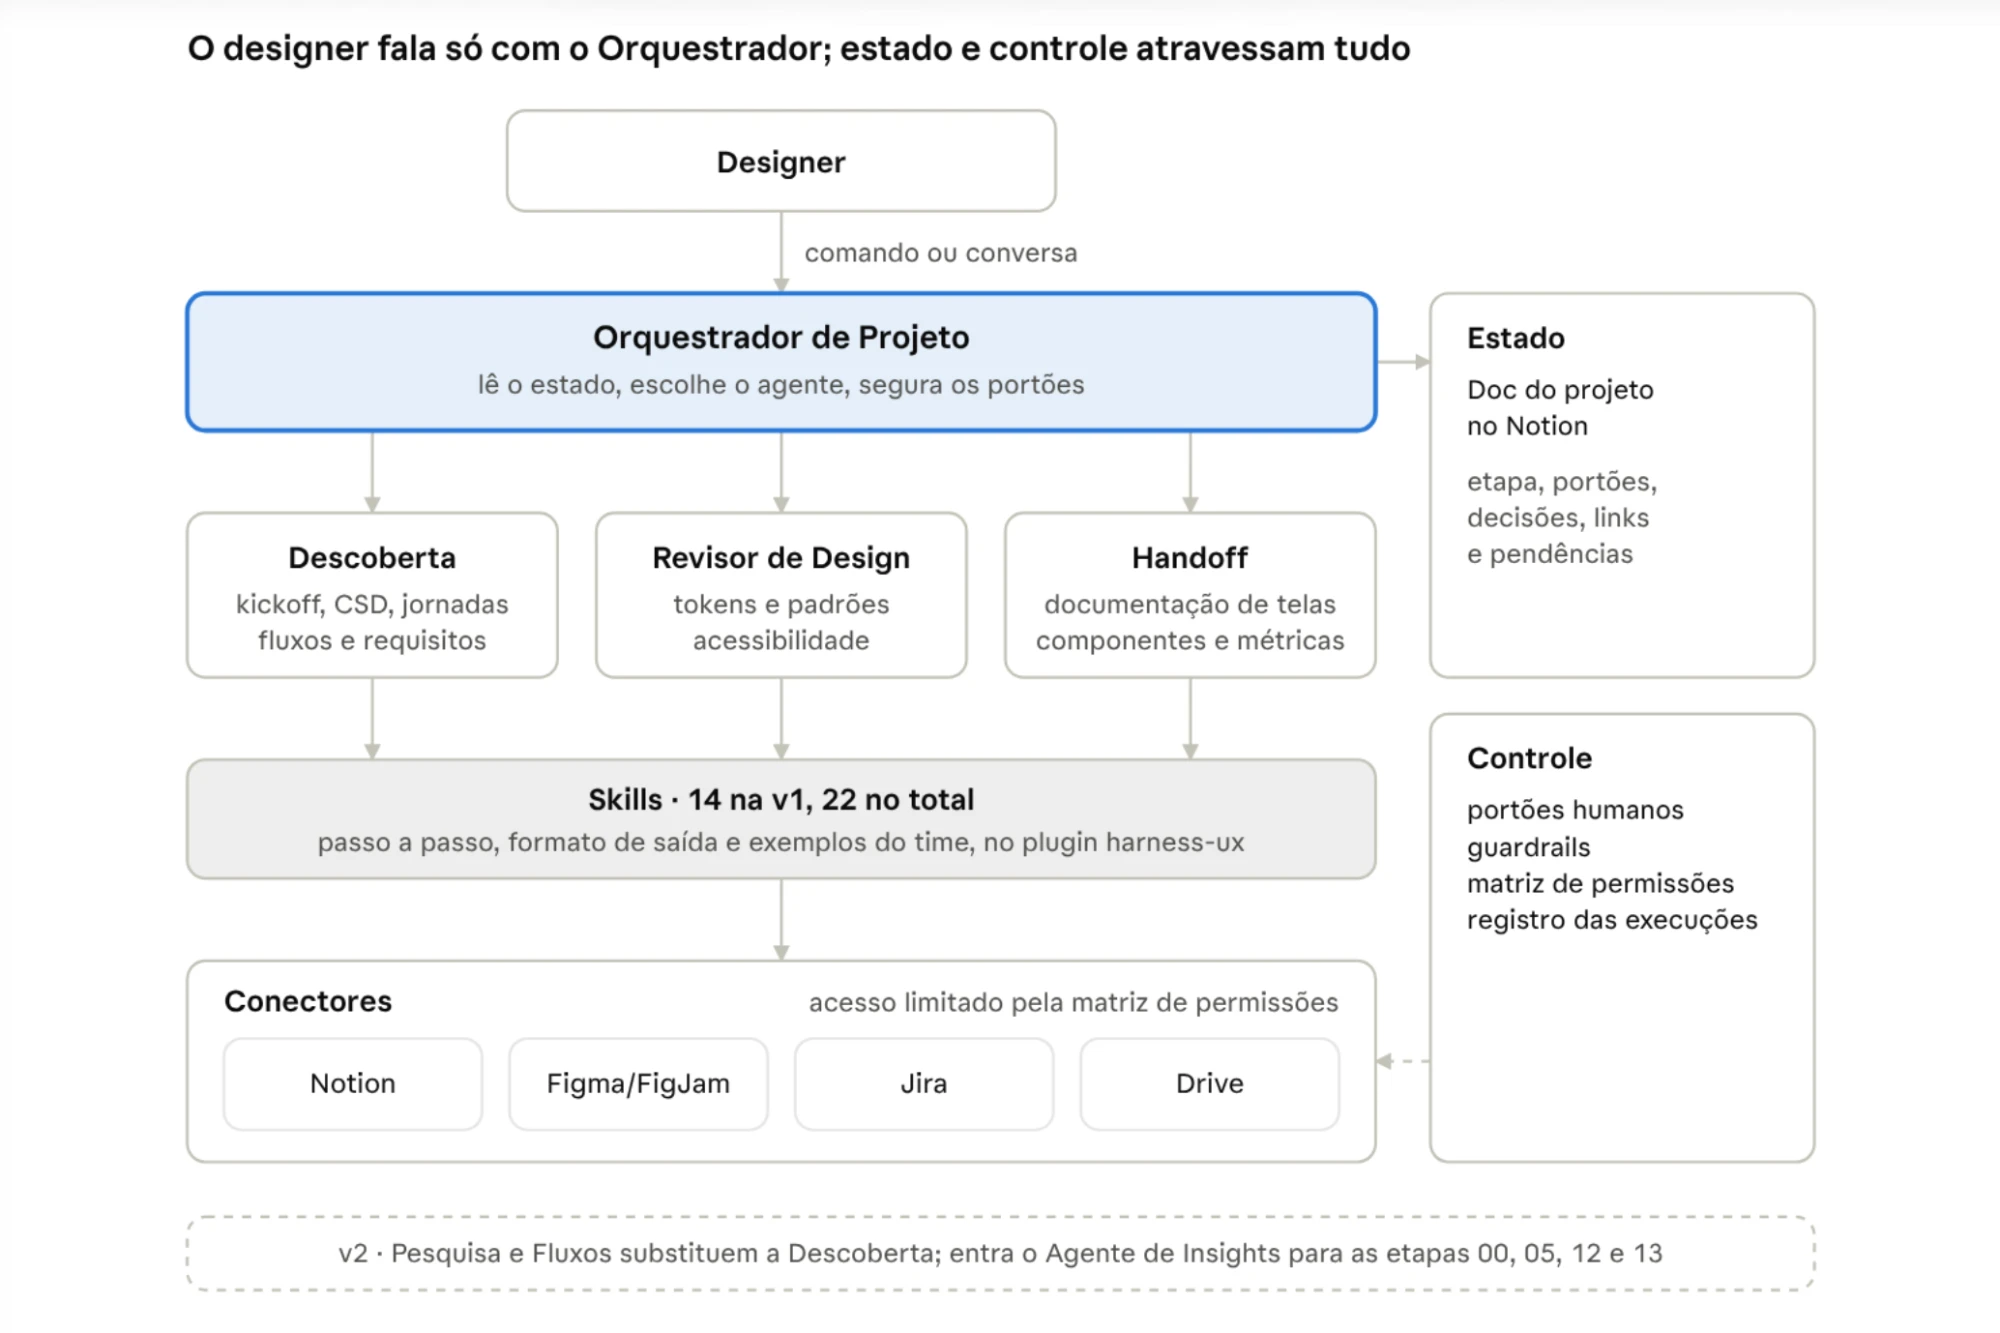 O designer fala só com o Orquestrador; estado e controle atravessam tudo
Designer
comando ou conversa
Orquestrador de Projeto
lê o estado, escolhe o agente, segura os portões
Estado
Doc do projeto
no Notion
etapa, portões,
decisões, links
e pendências
Descoberta
kickoff, CSD, jornadas
fluxos e requisitos
Revisor de Design
tokens e padrões
acessibilidade
Handoff
documentação de telas
componentes e métricas
Skills · 14 na v1, 22 no total
passo a passo, formato de saída e exemplos do time, no plugin harness-ux
Controle
portões humanos
guardrails
matriz de permissões
registro das execuções
Conectores
acesso limitado pela matriz de permissões
Notion
Figma/FigJam
Jira
Drive
v2 · Pesquisa e Fluxos substituem a Descoberta; entra o Agente de Insights para as etapas 00, 05, 12 e 13